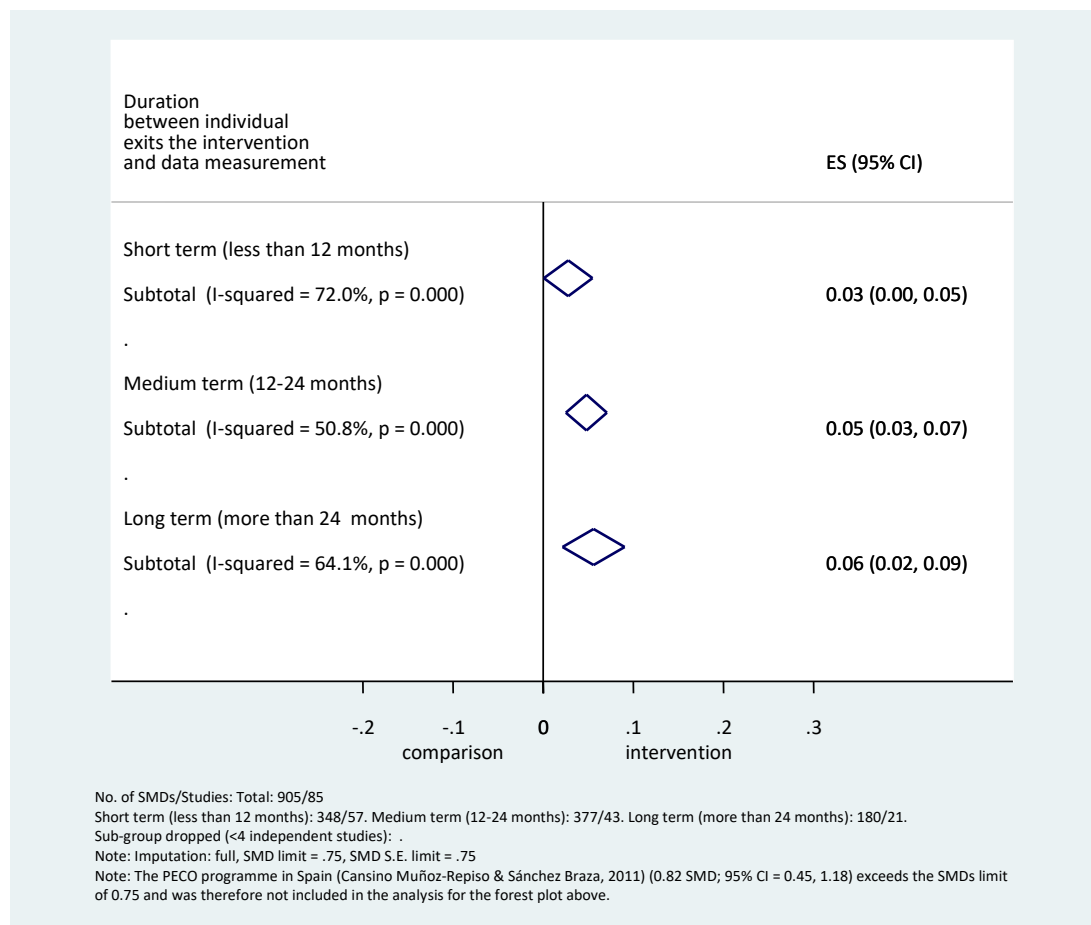 Duration
between individual
exits the intervention
and data measurement
ES (95% CI)
Short term (less than 12 months)
Subtotal (I-squared = 72.0%, p = 0.000)
0.03 (0.00, 0.05)
.
Medium term (12-24 months)
Subtotal (I-squared = 50.8%, p = 0.000)
0.05 (0.03, 0.07)
.
Long term (more than 24 months)
Subtotal (I-squared = 64.1%, p = 0.000)
0.06 (0.02, 0.09)
.
-.2 -.1 0 .1 .2 .3
comparison intervention
No. of SMDs/Studies: Total: 905/85
Short term (less than 12 months): 348/57. Medium term (12-24 months): 377/43. Long term (more than 24 months): 180/21.
Sub-group dropped (<4 independent studies): .
Note: Imputation: full, SMD limit = .75, SMD S.E. limit = .75
Note: The PECO programme in Spain (Cansino Muñoz-Repiso & Sánchez Braza, 2011) (0.82 SMD; 95% CI = 0.45, 1.18) exceeds the SMDs limit
of 0.75 and was therefore not included in the analysis for the forest plot above.